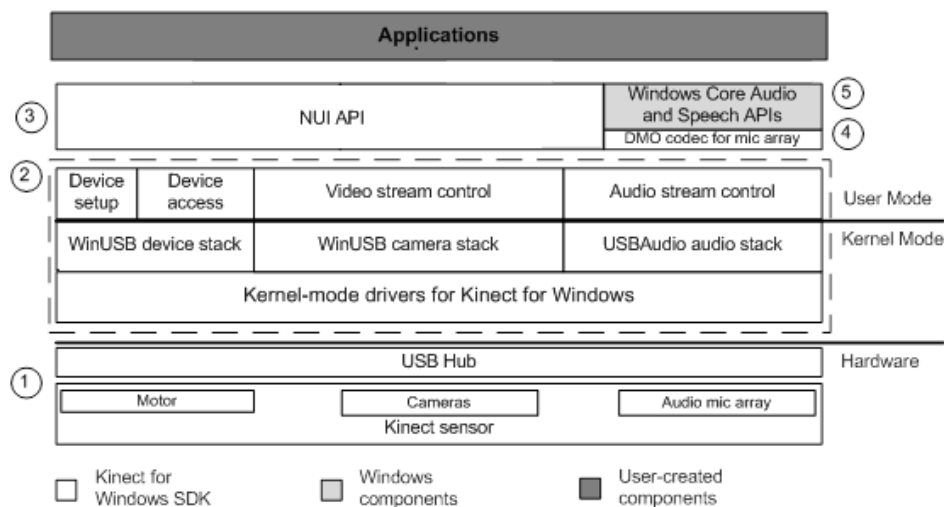 Applications
3
NUI API
Windows Core Audio
and Speech APIs
5
DMO codec for mic array
4
2
Device
setup
Device
access
Video stream control
Audio stream control
User Mode
WinUSB device stack
WinUSB camera stack
USBAudio audio stack
Kernel Mode
Kernel-mode drivers for Kinect for Windows
USB Hub
Hardware
1
Motor
Cameras
Audio mic array
Kinect sensor
Kinect for
Windows SDK
Windows
components
User-created
components